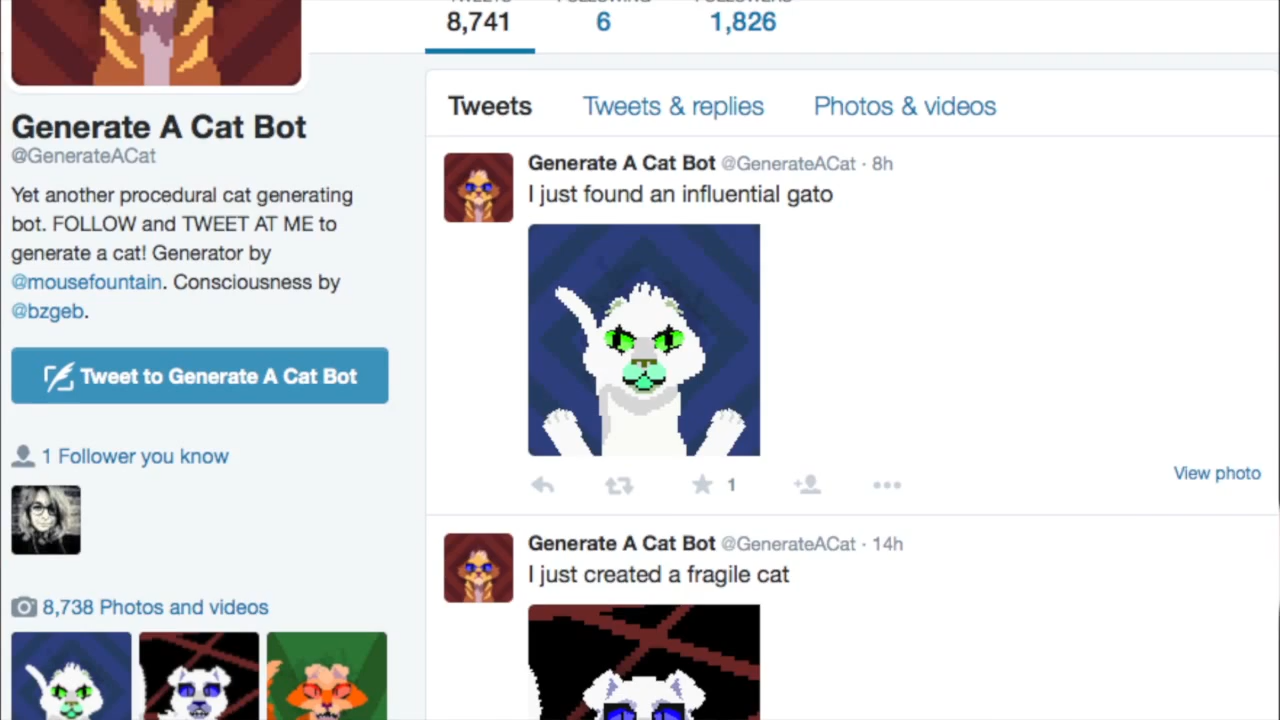 8,741 6 1,826
Generate A Cat Bot
@GenerateACat
Yet another procedural cat generating
bot. FOLLOW and TWEET AT ME to
generate a cat! Generator by
@mousefountain. Consciousness by
@bzgeb.
Tweet to Generate A Cat Bot
1 Follower you know
8,738 Photos and videos
Tweets Tweets & replies Photos & videos
Generate A Cat Bot @GenerateACat · 8h
I just found an influential gato
1
View photo
Generate A Cat Bot @GenerateACat · 14h
I just created a fragile cat